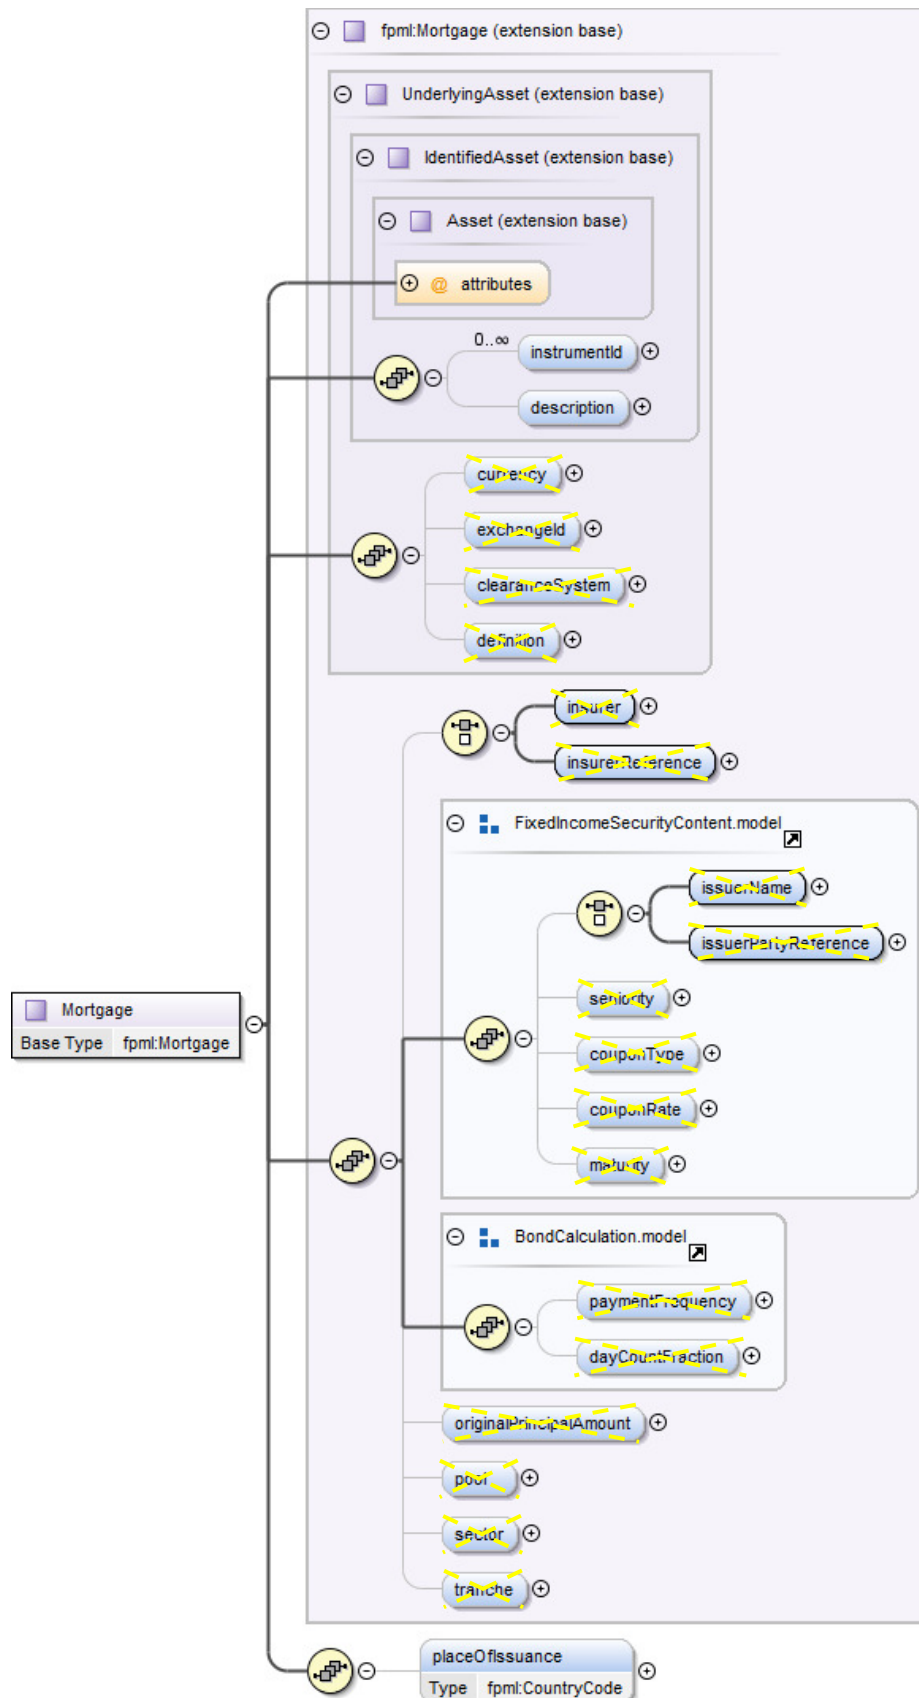 fpml:Mortgage (extension base)
UnderlyingAsset (extension base)
IdentifiedAsset (extension base)
Asset (extension base)
@ attributes
0..∞
instrumentId
description
currency
exchangeId
clearanceSystem
definition
insurer
insurerReference
FixedIncomeSecurityContent.model
issuerName
issuerPartyReference
seniority
couponType
couponRate
maturity
Mortgage
Base Type fpml:Mortgage
BondCalculation.model
paymentFrequency
dayCountFraction
originalPrincipalAmount
pool
sector
tranche
placeOfIssuance
Type fpml:CountryCode